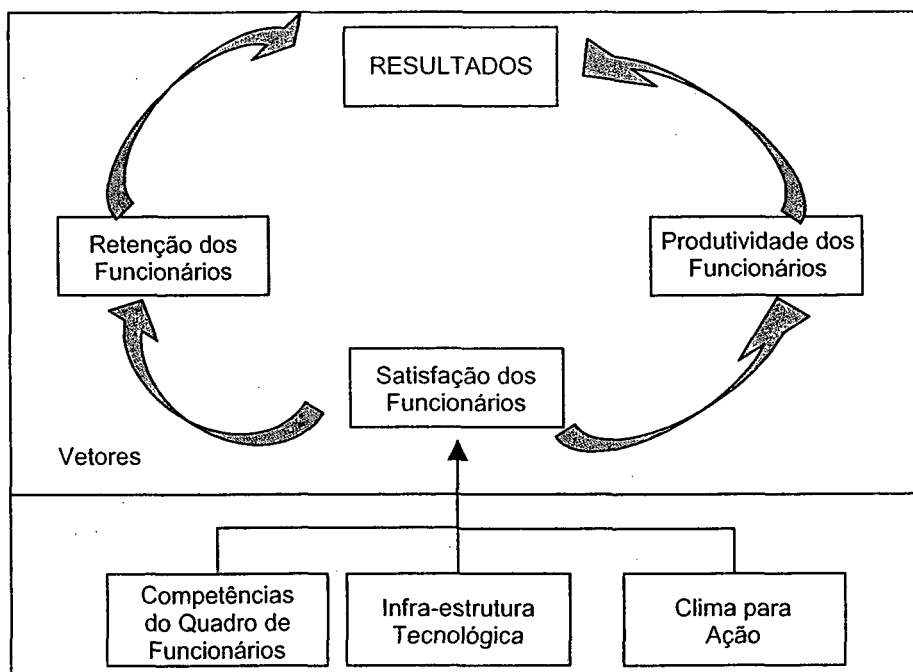 RESULTADOS
Retenção dos
Funcionários
Produtividade dos
Funcionários
Satisfação dos
Funcionários
Vetores
Competências
do Quadro de
Funcionários
Infra-estrutura
Tecnológica
Clima para
Ação